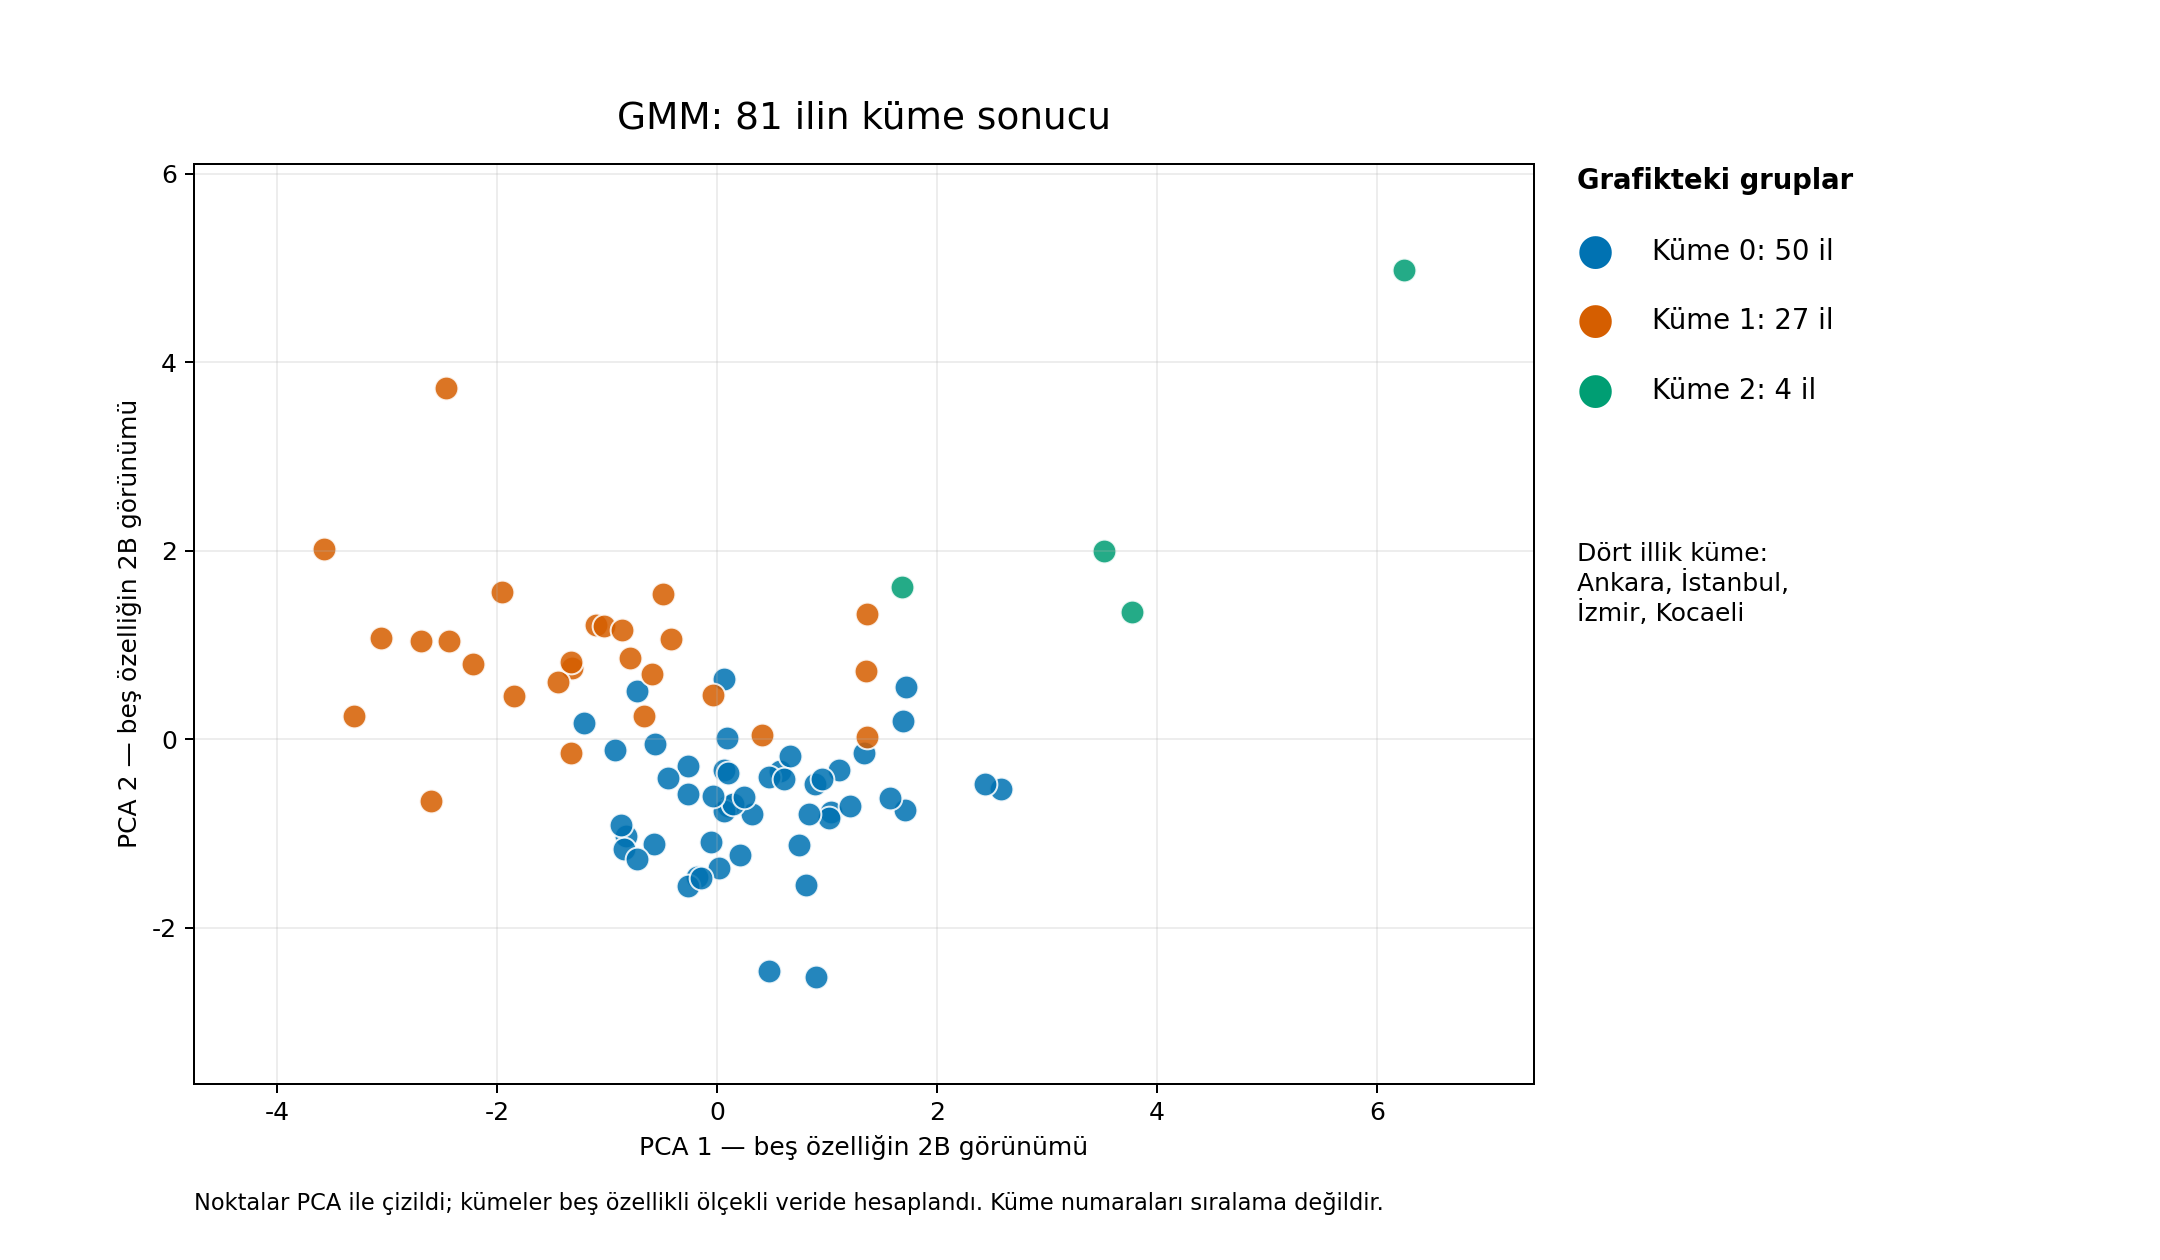 GMM: 81 ilin küme sonucu
6
4
2
0
-2
PCA 2 — beş özelliğin 2B görünümü
-4
-2
0
2
4
6
PCA 1 — beş özelliğin 2B görünümü
Grafikteki gruplar
Küme 0: 50 il
Küme 1: 27 il
Küme 2: 4 il
Dört illik küme:
Ankara, İstanbul,
İzmir, Kocaeli
Noktalar PCA ile çizildi; kümeler beş özellikli ölçekli veride hesaplandı. Küme numaraları sıralama değildir.